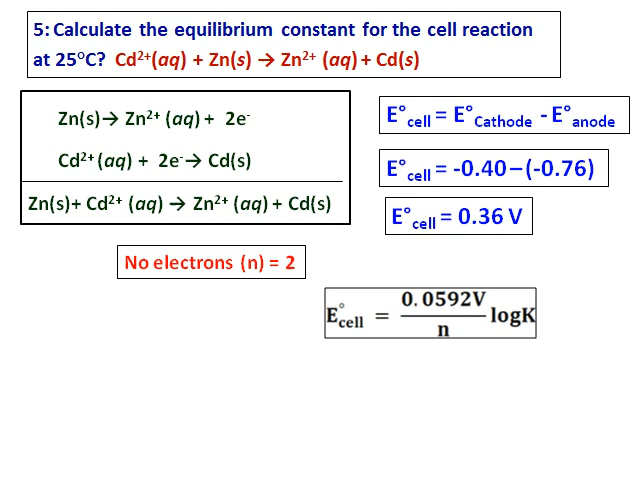 5: Calculate the equilibrium constant for the cell reaction
at 25°C? Cd²⁺(aq) + Zn(s) → Zn²⁺ (aq) + Cd(s)
Zn(s)→ Zn²⁺ (aq) + 2e⁻
Cd²⁺ (aq) + 2e⁻→ Cd(s)
Zn(s)+ Cd²⁺ (aq) → Zn²⁺ (aq) + Cd(s)
E°cell = E°Cathode - E°anode
E°cell = -0.40 – (-0.76)
E°cell = 0.36 V
No electrons (n) = 2
E°cell = 0.0592V/n logK